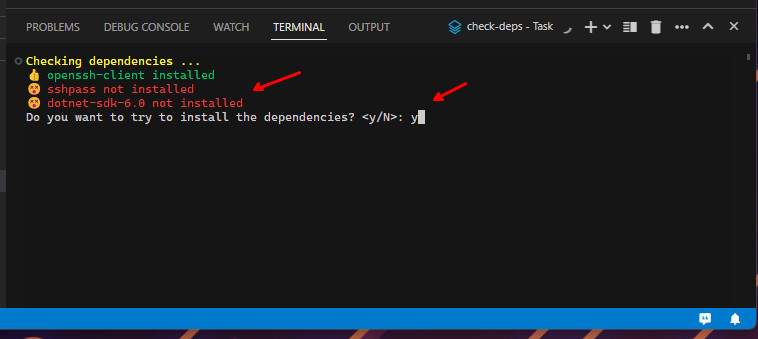 PROBLEMS DEBUG CONSOLE WATCH TERMINAL OUTPUT check-deps - Task
Checking dependencies ...
👍 openssh-client installed
😵 sshpass not installed
😵 dotnet-sdk-6.0 not installed
Do you want to try to install the dependencies? <y/N>: y